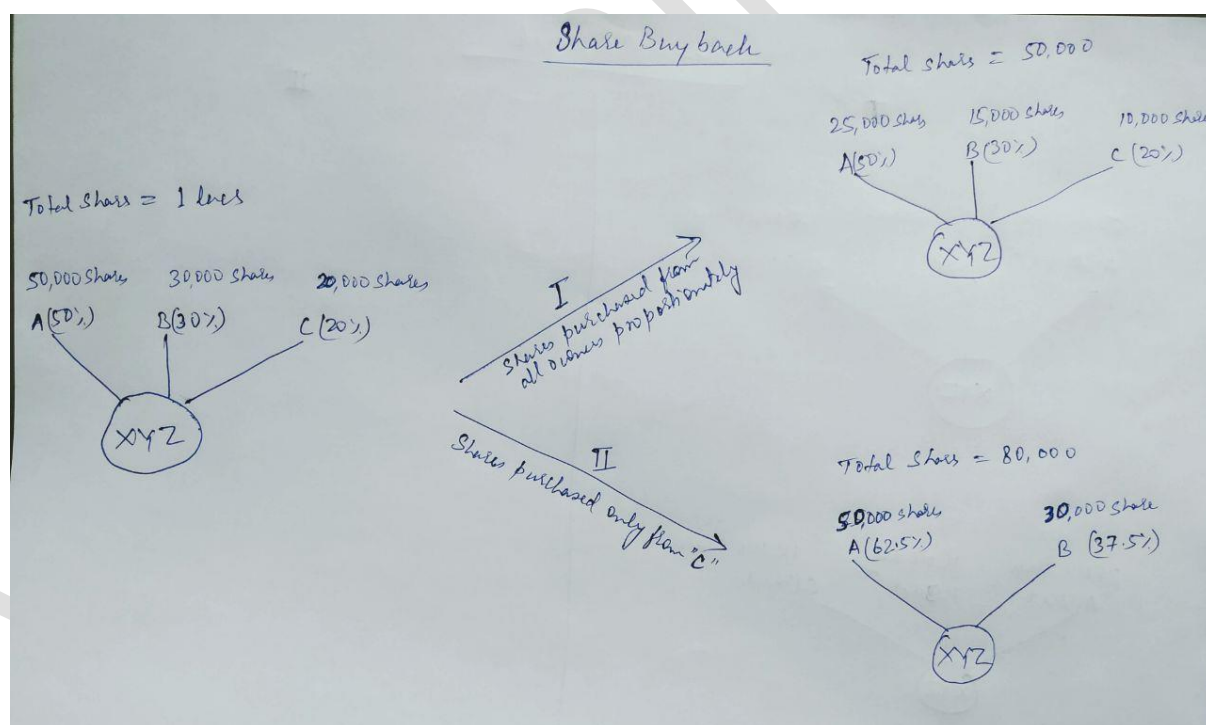 Share Buyback
Total Shares = 1 lacs
50,000 Shares 30,000 Shares 20,000 Shares
A(50%) B(30%) C(20%)
XYZ
I
Shares purchased from
all owners proportionately
II
Shares purchased only from "C"
Total Shares = 50,000
25,000 Shares 15,000 Shares 10,000 Share
A(50%) B(30%) C(20%)
XYZ
Total Shares = 80,000
50,000 shares 30,000 share
A(62.5%) B (37.5%)
XYZ